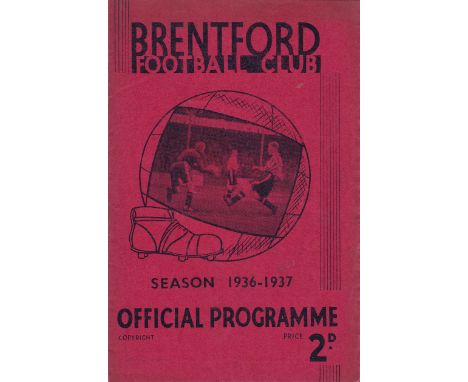 BRENTFORD
FOOTBALL CLUB
SEASON 1936-1937
OFFICIAL PROGRAMME
COPYRIGHT PRICE 2D.